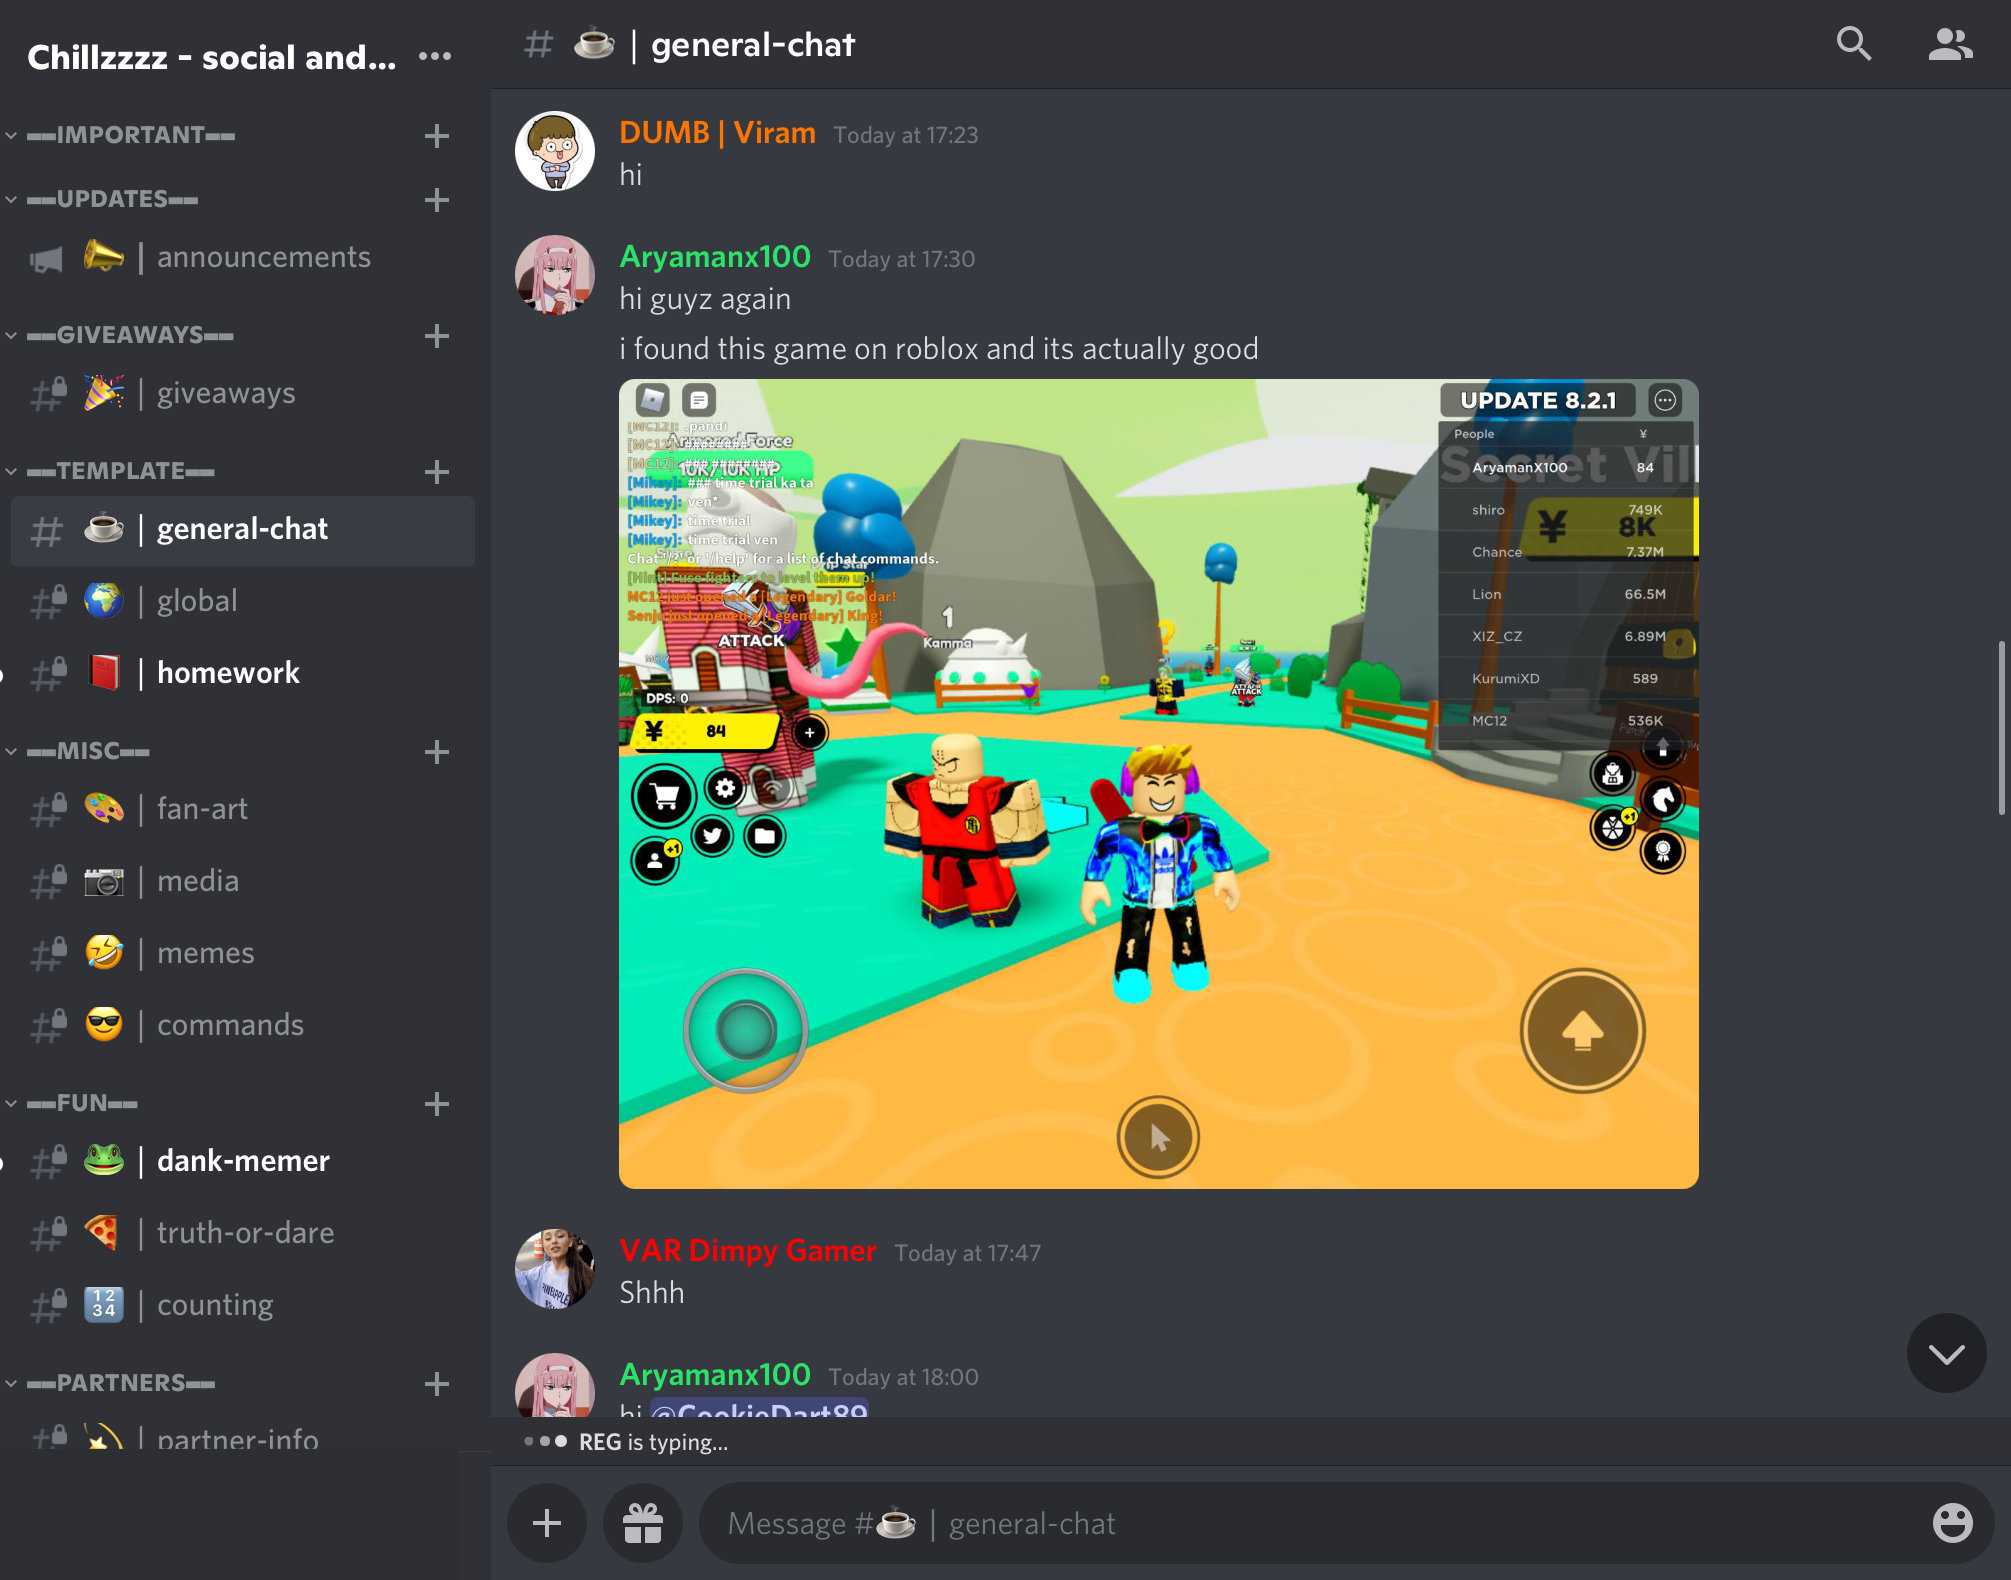 Chillzzzz - social and...
IMPORTANT
UPDATES
| announcements
GIVEAWAYS
| giveaways
TEMPLATE
| general-chat
| global
| homework
MISC
| fan-art
| media
| memes
| commands
FUN
| dank-memer
| truth-or-dare
| counting
PARTNERS
| partner-info
# ☕ | general-chat
DUMB | Viram Today at 17:23
hi
Aryamanx100 Today at 17:30
hi guyz again
i found this game on roblox and its actually good
[MC12]: .pandi
Armored Force
[MC12]: ########
[MC12]: ### ########
10K/10K HP
[Mikey]: ### time trial ka ta
[Mikey]: ven*
[Mikey]: time trial
[Mikey]: time trial ven
Chat '/?' or '/help' for a list of chat commands.
[Hint] Fuse fighters to level them up!
MC12 just opened a [Legendary] Goldar!
Senju just opened a [Legendary] King!
ATTACK
MC12
1
Kamma
DPS: 0
¥ 84
+
+1
ATTACK
ATTACK
UPDATE 8.2.1
People ¥
Secret Vill
AryamanX100 84
shiro 749K
¥ 8K
Chance 7.37M
Lion 66.5M
XIZ_CZ 6.89M
KurumiXD 589
MC12 536K
+1
VAR Dimpy Gamer Today at 17:47
Shhh
Aryamanx100 Today at 18:00
hi @CookieDart89
REG is typing...
Message #☕ | general-chat